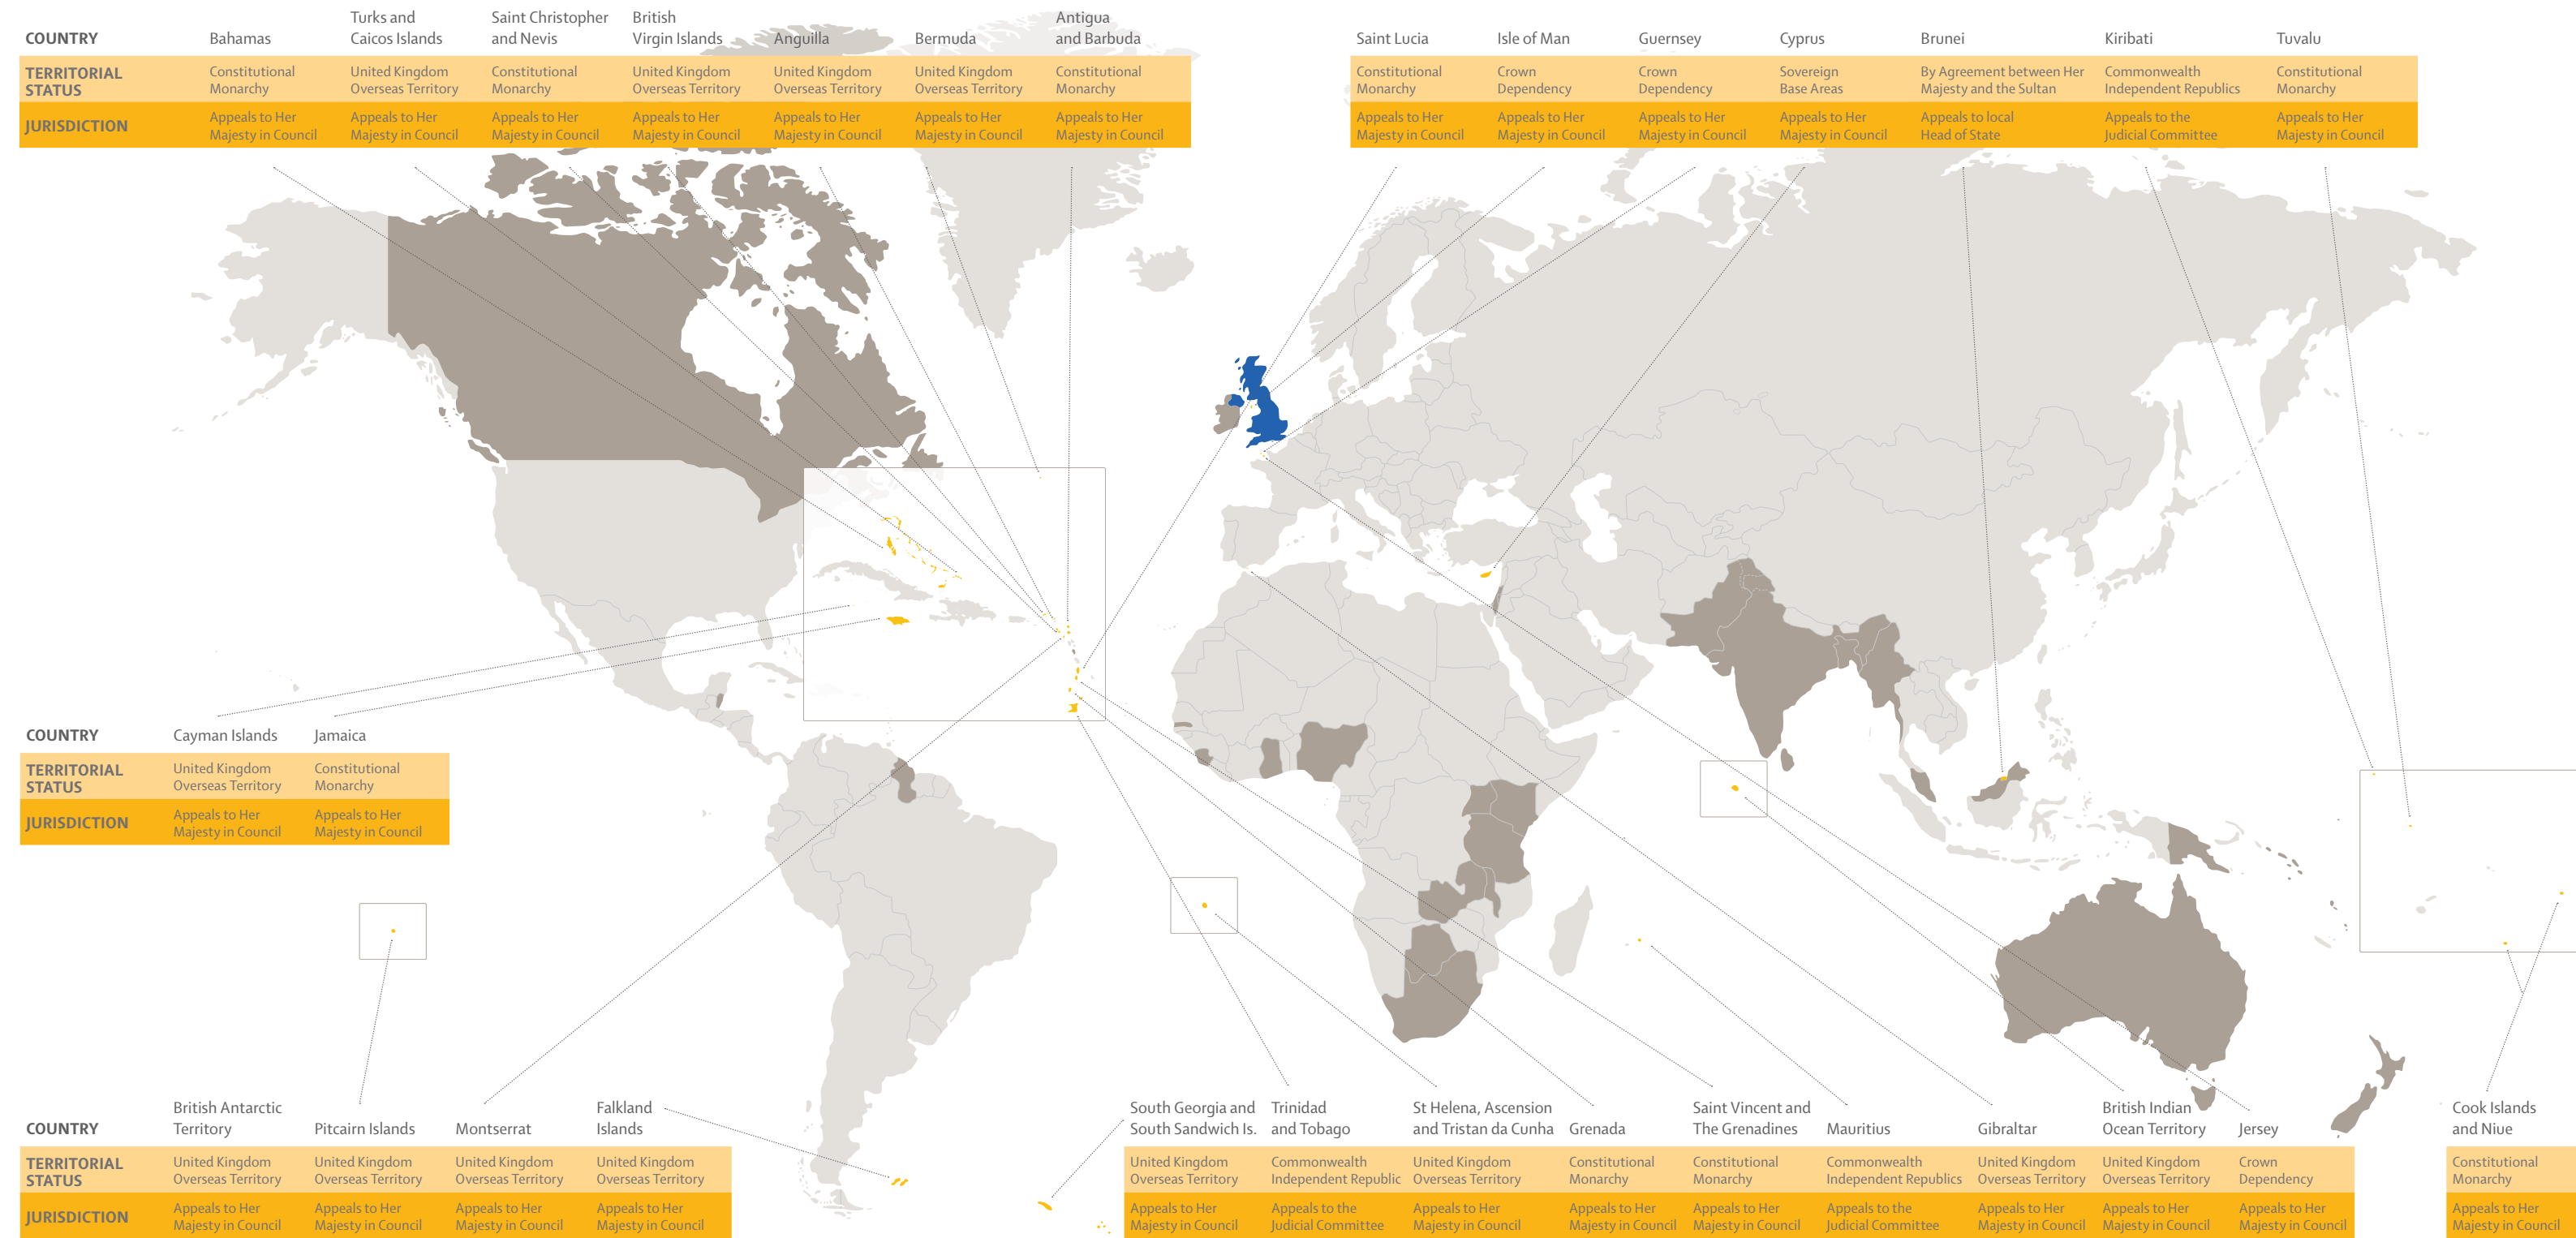 COUNTRY
Bahamas
Turks and
Caicos Islands
Saint Christopher
and Nevis
British
Virgin Islands
Anguilla
Bermuda
Antigua
and Barbuda
TERRITORIAL
STATUS
Constitutional
Monarchy
United Kingdom
Overseas Territory
Constitutional
Monarchy
United Kingdom
Overseas Territory
United Kingdom
Overseas Territory
United Kingdom
Overseas Territory
Constitutional
Monarchy
JURISDICTION
Appeals to Her
Majesty in Council
Appeals to Her
Majesty in Council
Appeals to Her
Majesty in Council
Appeals to Her
Majesty in Council
Appeals to Her
Majesty in Council
Appeals to Her
Majesty in Council
Appeals to Her
Majesty in Council
Saint Lucia
Isle of Man
Guernsey
Cyprus
Brunei
Kiribati
Tuvalu
Constitutional
Monarchy
Crown
Dependency
Crown
Dependency
Sovereign
Base Areas
By Agreement between Her
Majesty and the Sultan
Commonwealth
Independent Republics
Constitutional
Monarchy
Appeals to Her
Majesty in Council
Appeals to Her
Majesty in Council
Appeals to Her
Majesty in Council
Appeals to Her
Majesty in Council
Appeals to local
Head of State
Appeals to the
Judicial Committee
Appeals to Her
Majesty in Council
COUNTRY
Cayman Islands
Jamaica
TERRITORIAL
STATUS
United Kingdom
Overseas Territory
Constitutional
Monarchy
JURISDICTION
Appeals to Her
Majesty in Council
Appeals to Her
Majesty in Council
COUNTRY
British Antarctic
Territory
Pitcairn Islands
Montserrat
Falkland
Islands
TERRITORIAL
STATUS
United Kingdom
Overseas Territory
United Kingdom
Overseas Territory
United Kingdom
Overseas Territory
United Kingdom
Overseas Territory
JURISDICTION
Appeals to Her
Majesty in Council
Appeals to Her
Majesty in Council
Appeals to Her
Majesty in Council
Appeals to Her
Majesty in Council
South Georgia and
South Sandwich Is.
Trinidad
and Tobago
St Helena, Ascension
and Tristan da Cunha
Grenada
Saint Vincent and
The Grenadines
Mauritius
Gibraltar
British Indian
Ocean Territory
Jersey
United Kingdom
Overseas Territory
Commonwealth
Independent Republic
United Kingdom
Overseas Territory
Constitutional
Monarchy
Constitutional
Monarchy
Commonwealth
Independent Republics
United Kingdom
Overseas Territory
United Kingdom
Overseas Territory
Crown
Dependency
Appeals to Her
Majesty in Council
Appeals to the
Judicial Committee
Appeals to Her
Majesty in Council
Appeals to Her
Majesty in Council
Appeals to Her
Majesty in Council
Appeals to the
Judicial Committee
Appeals to Her
Majesty in Council
Appeals to Her
Majesty in Council
Appeals to Her
Majesty in Council
Cook Islands
and Niue
Constitutional
Monarchy
Appeals to Her
Majesty in Council